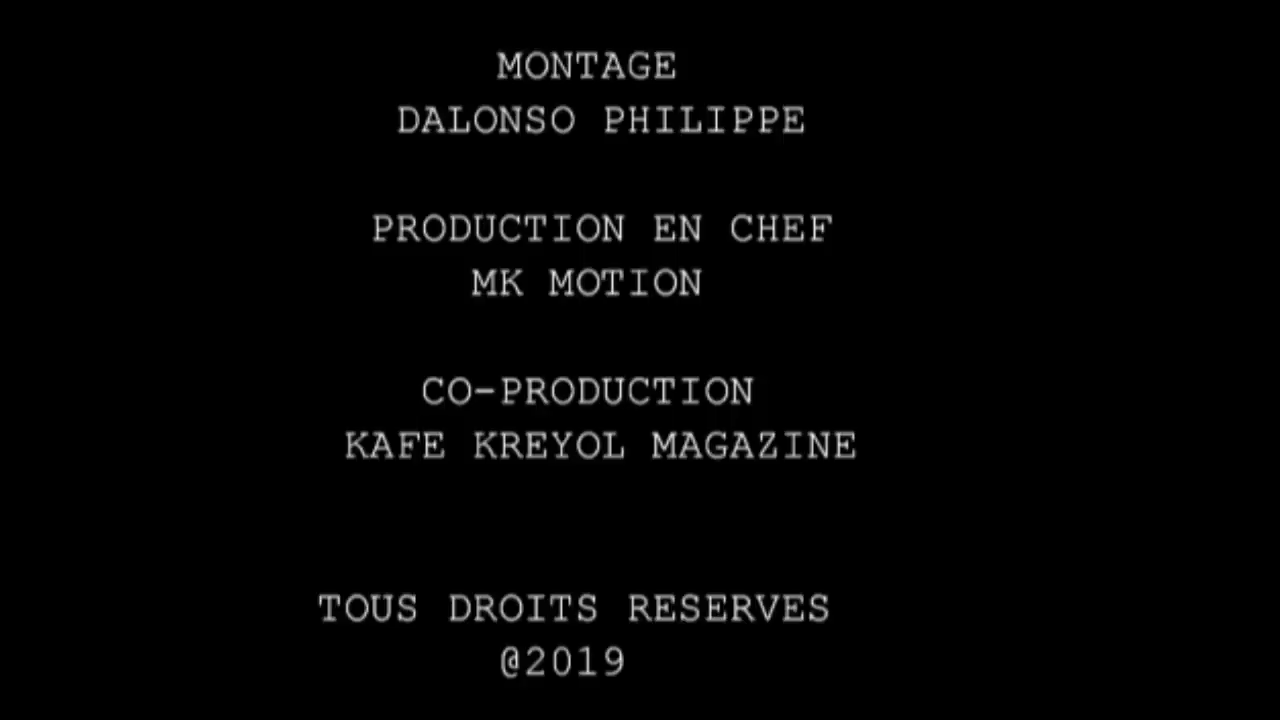 MONTAGE
DALONSO PHILIPPE
PRODUCTION EN CHEF
MK MOTION
CO-PRODUCTION
KAFE KREYOL MAGAZINE
TOUS DROITS RESERVES
@2019